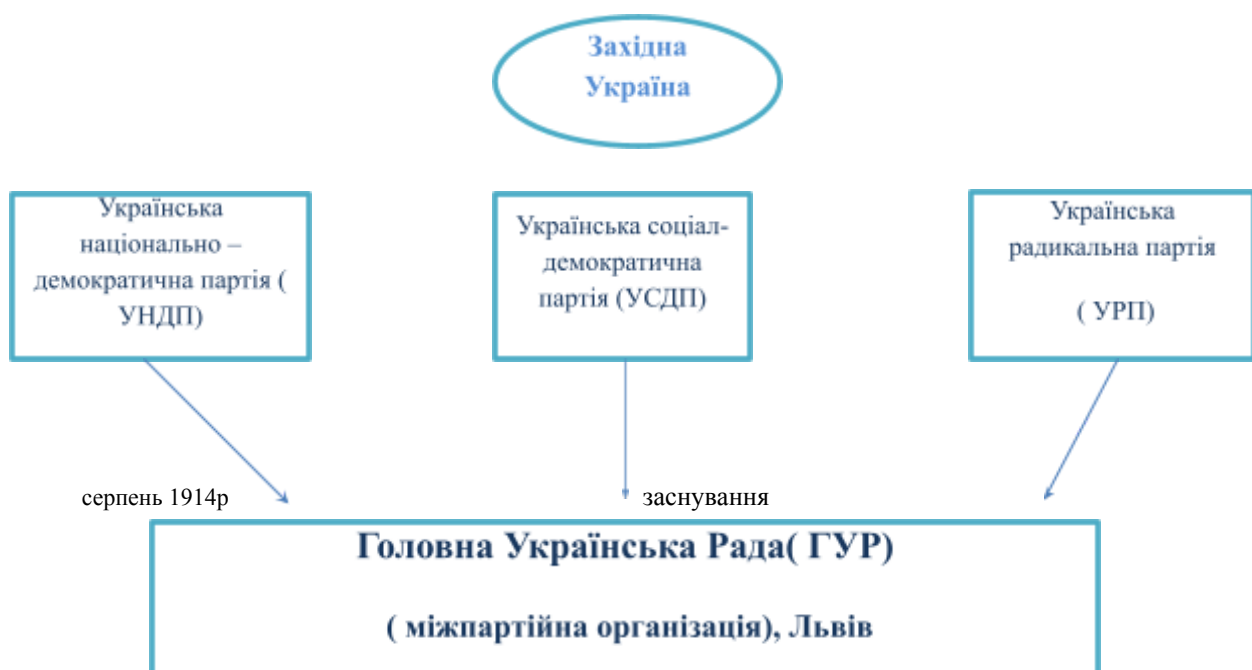 Західна
Україна
Українська
національно –
демократична партія (
УНДП)
Українська соціал-
демократична
партія (УСДП)
Українська
радикальна партія
( УРП)
серпень 1914р
заснування
Головна Українська Рада( ГУР)
( міжпартійна організація), Львів